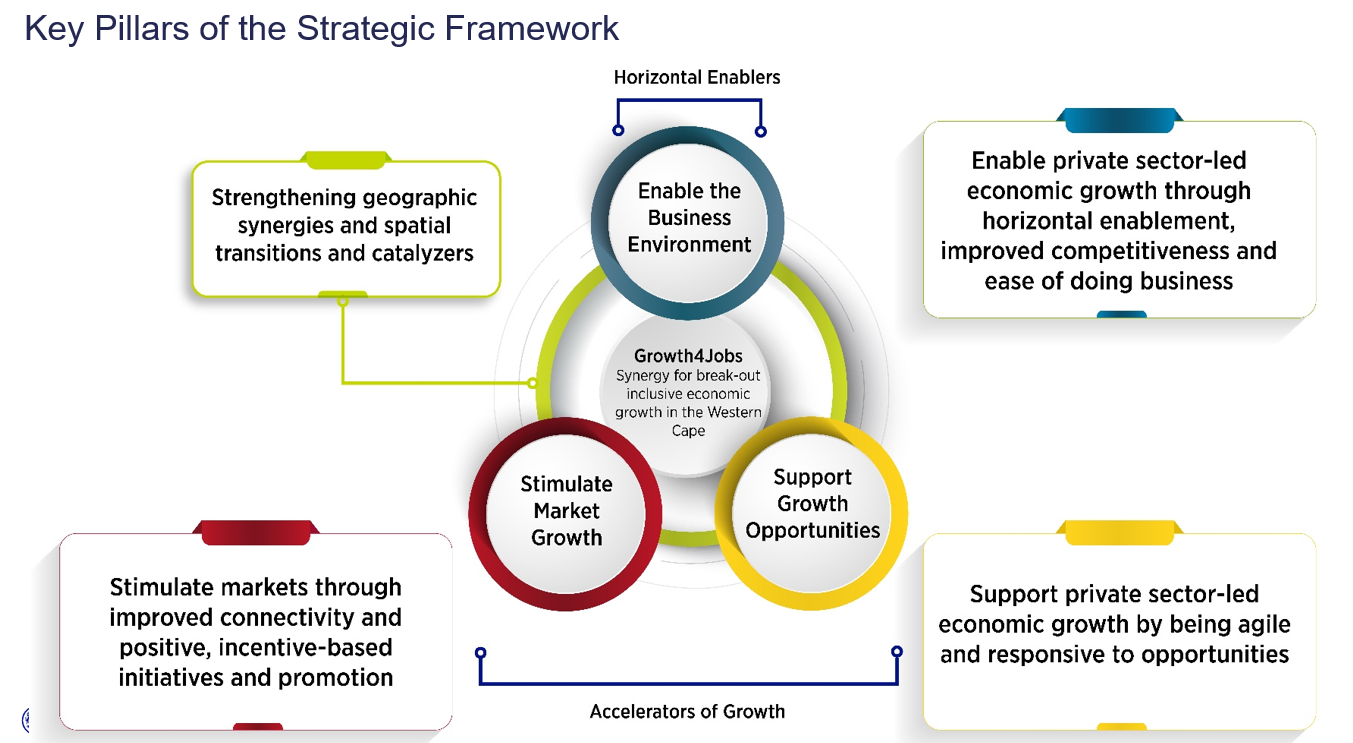 Key Pillars of the Strategic Framework
Horizontal Enablers
Strengthening geographic
synergies and spatial
transitions and catalyzers
Enable the
Business
Environment
Enable private sector-led
economic growth through
horizontal enablement,
improved competitiveness and
ease of doing business
Growth4Jobs
Synergy for break-out
inclusive economic
growth in the Western
Cape
Stimulate
Market
Growth
Support
Growth
Opportunities
Stimulate markets through
improved connectivity and
positive, incentive-based
initiatives and promotion
Support private sector-led
economic growth by being agile
and responsive to opportunities
Accelerators of Growth